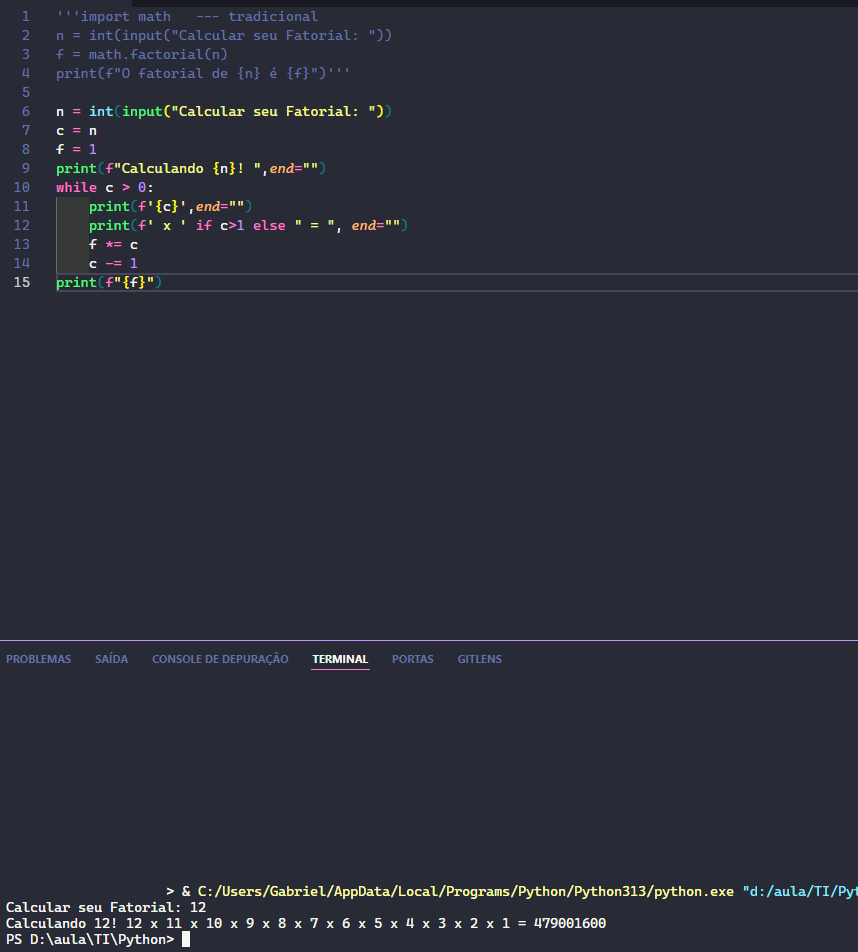 1 '''import math   --- tradicional
2 n = int(input("Calcular seu Fatorial: "))
3 f = math.factorial(n)
4 print(f"O fatorial de {n} é {f}")'''
5
6 n = int(input("Calcular seu Fatorial: "))
7 c = n
8 f = 1
9 print(f"Calculando {n}! ",end="")
10 while c > 0:
11     print(f'{c}',end="")
12     print(f' x ' if c>1 else " = ", end="")
13     f *= c
14     c -= 1
15 print(f"{f}")
PROBLEMAS SAÍDA CONSOLE DE DEPURAÇÃO TERMINAL PORTAS GITLENS
> & C:/Users/Gabriel/AppData/Local/Programs/Python/Python313/python.exe "d:/aula/TI/Pyt
Calcular seu Fatorial: 12
Calculando 12! 12 x 11 x 10 x 9 x 8 x 7 x 6 x 5 x 4 x 3 x 2 x 1 = 479001600
PS D:\aula\TI\Python>